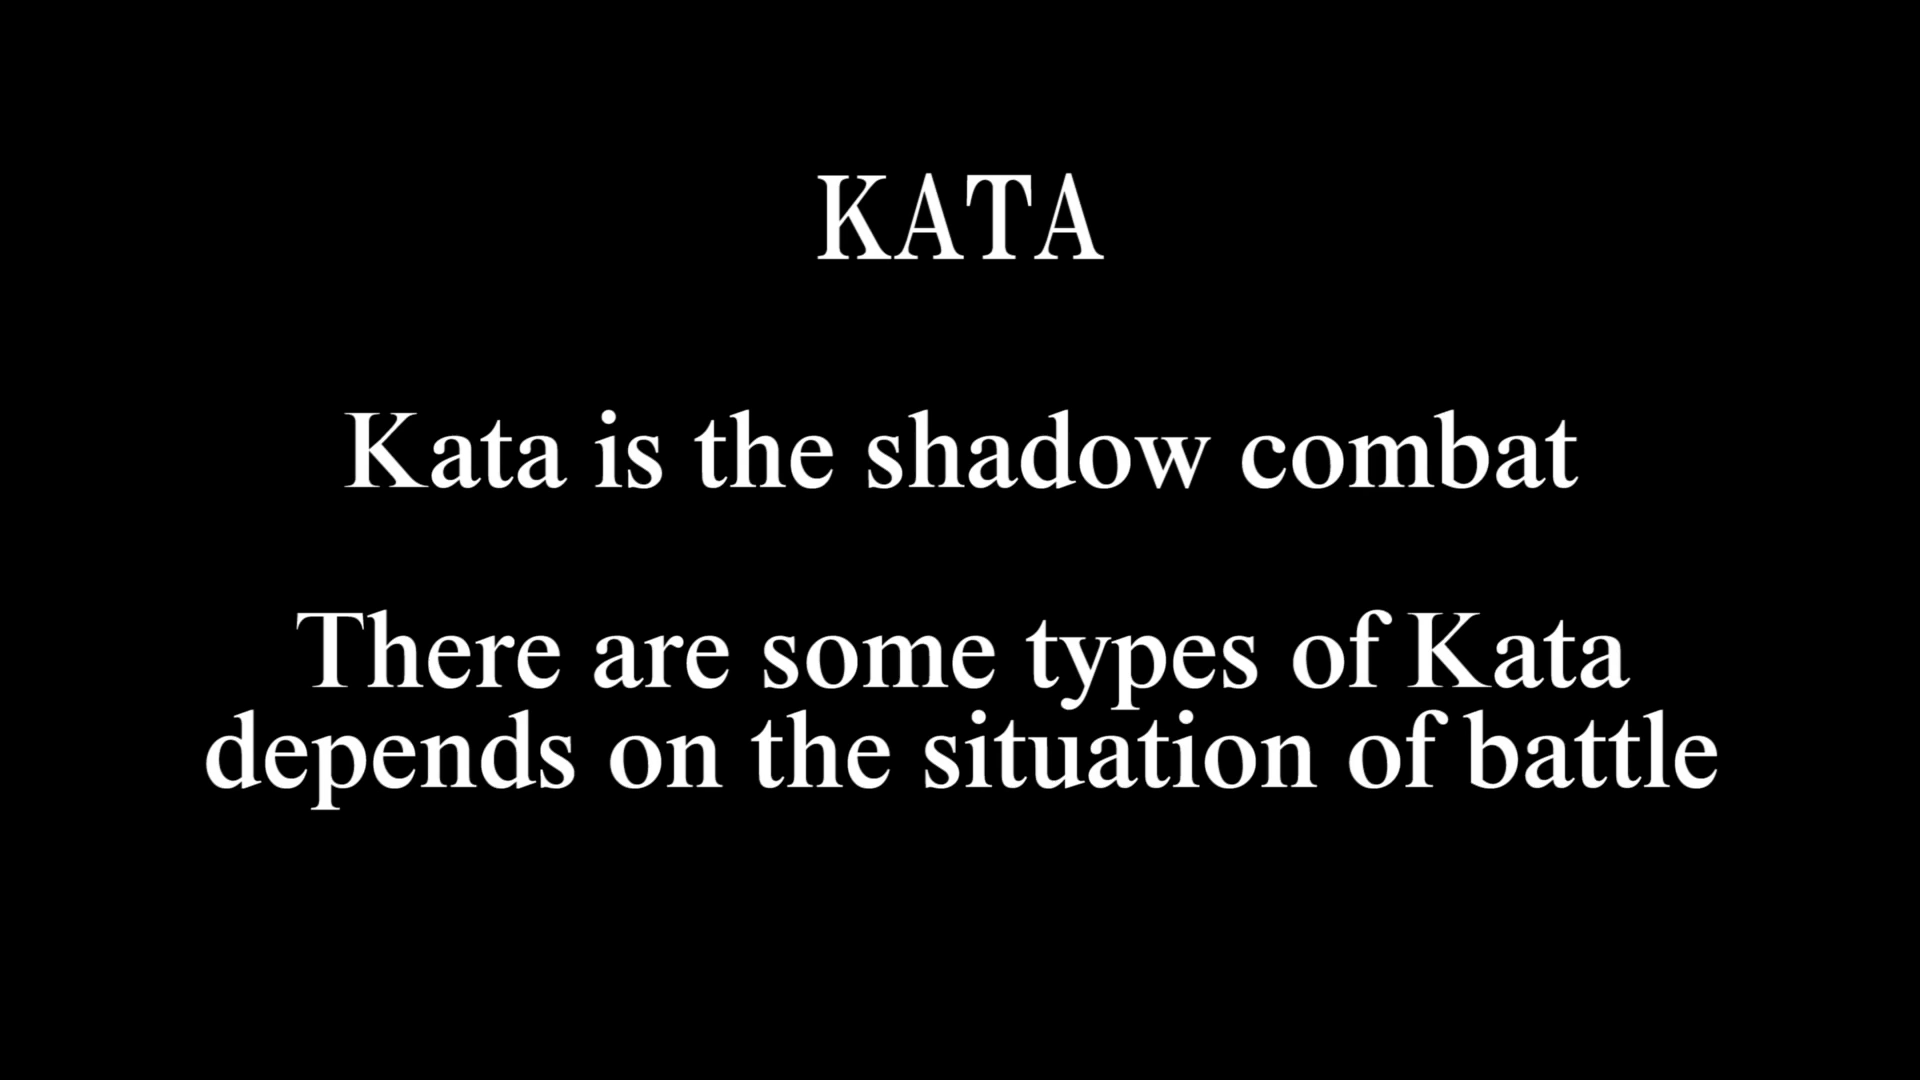 KATA
Kata is the shadow combat
There are some types of Kata
depends on the situation of battle